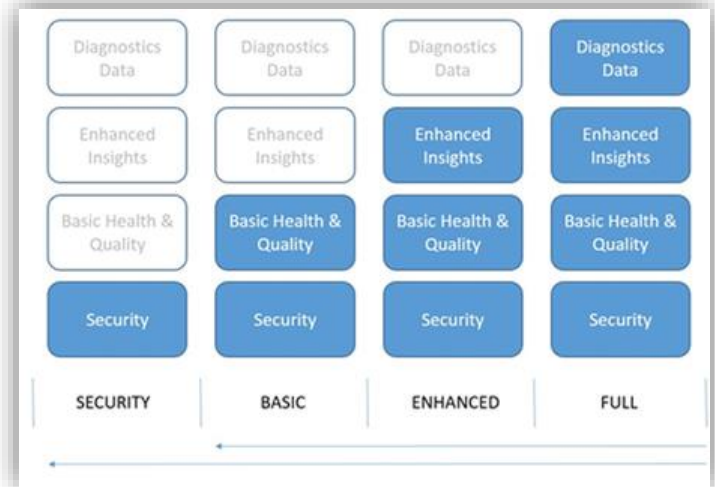 Diagnostics
Data
Diagnostics
Data
Diagnostics
Data
Diagnostics
Data
Enhanced
Insights
Enhanced
Insights
Enhanced
Insights
Enhanced
Insights
Basic Health &
Quality
Basic Health &
Quality
Basic Health &
Quality
Basic Health &
Quality
Security
Security
Security
Security
SECURITY
BASIC
ENHANCED
FULL